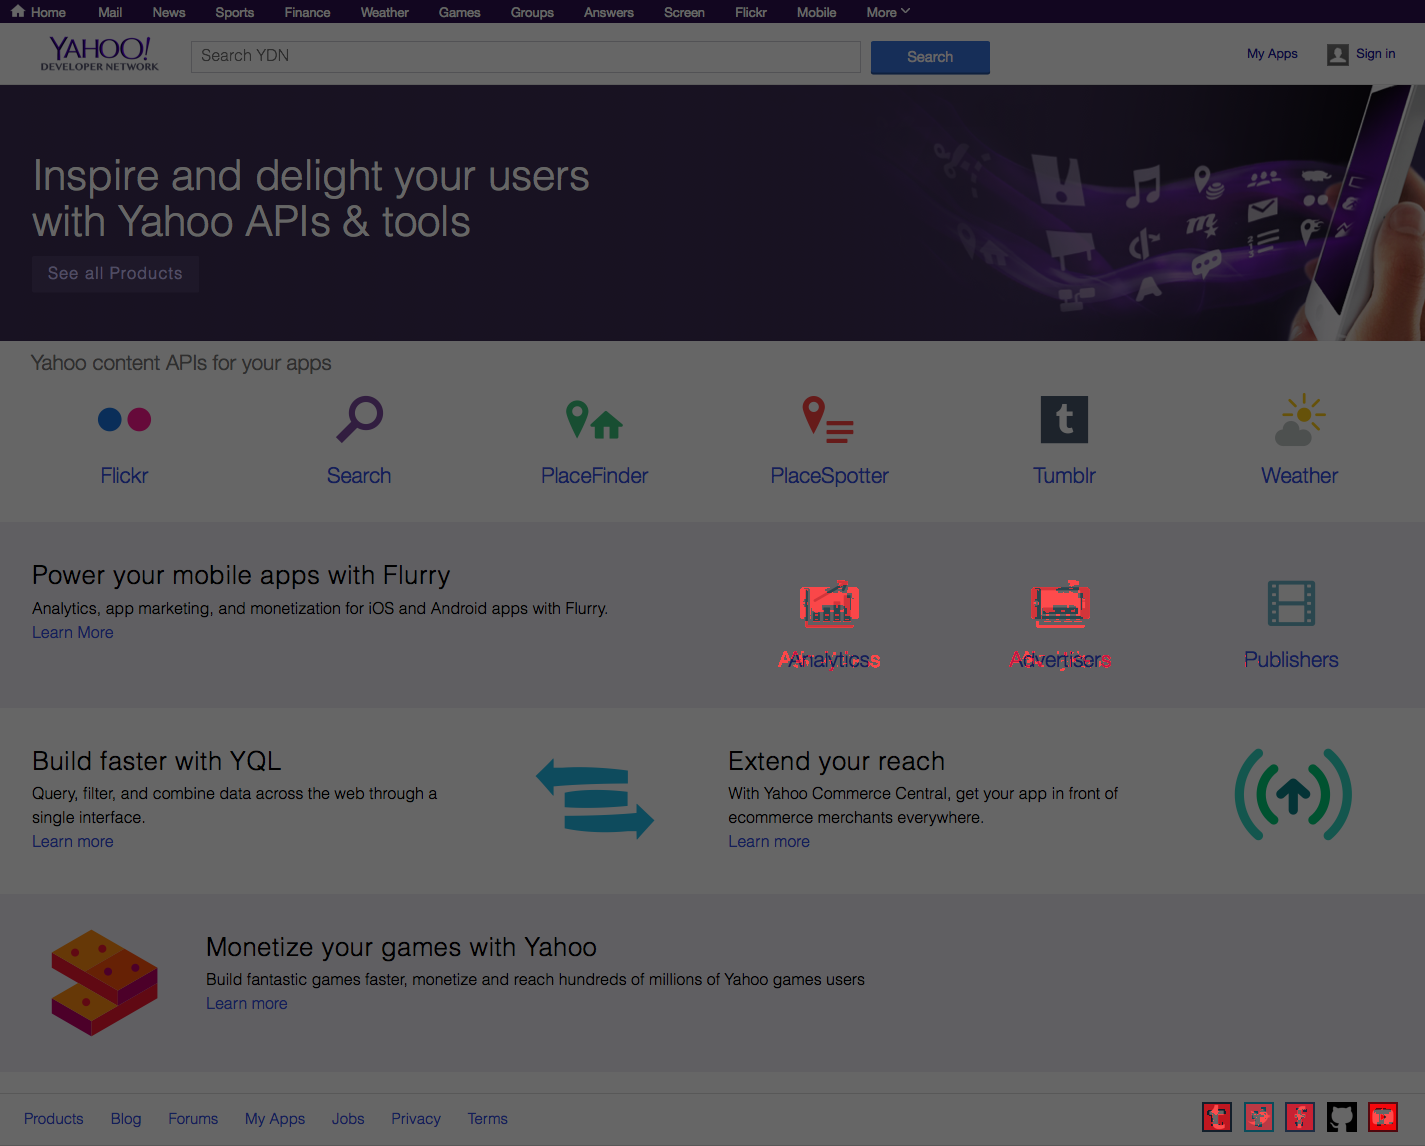 Home Mail News Sports Finance Weather Games Groups Answers Screen Flickr Mobile More
YAHOO!
DEVELOPER NETWORK
Search YDN
Search
My Apps
Sign in
Inspire and delight your users
with Yahoo APIs & tools
See all Products
Yahoo content APIs for your apps
Flickr Search PlaceFinder PlaceSpotter Tumblr Weather
Power your mobile apps with Flurry
Analytics, app marketing, and monetization for iOS and Android apps with Flurry.
Learn More
Analytics Advertisers Publishers
Build faster with YQL
Query, filter, and combine data across the web through a
single interface.
Learn more
Extend your reach
With Yahoo Commerce Central, get your app in front of
ecommerce merchants everywhere.
Learn more
Monetize your games with Yahoo
Build fantastic games faster, monetize and reach hundreds of millions of Yahoo games users
Learn more
Products Blog Forums My Apps Jobs Privacy Terms